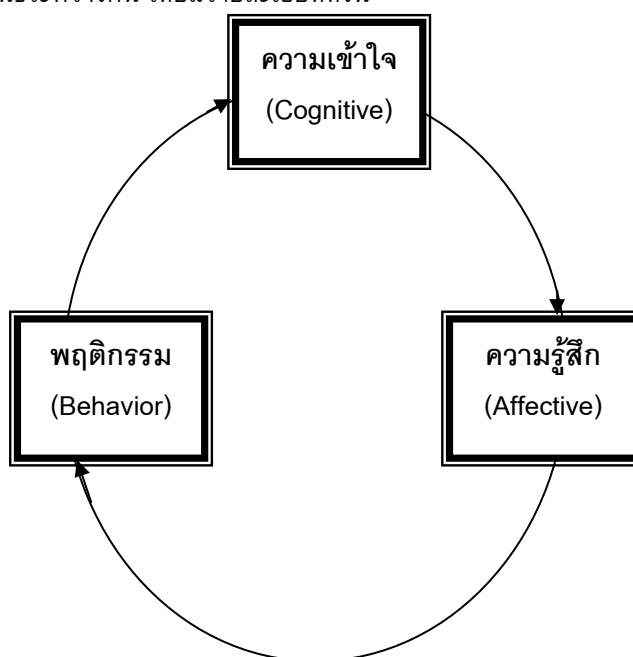 ความเข้าใจ
(Cognitive)
พฤติกรรม
(Behavior)
ความรู้สึก
(Affective)